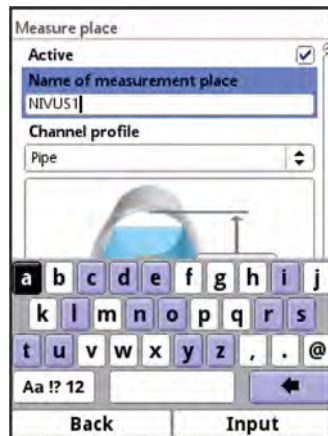 Measure place
Active
Name of measurement place
NIVUS1
Channel profile
Pipe
a b c d e f g h i j
k l m n o p q r s
t u v w x y z , . @
Aa !? 12
Back Input